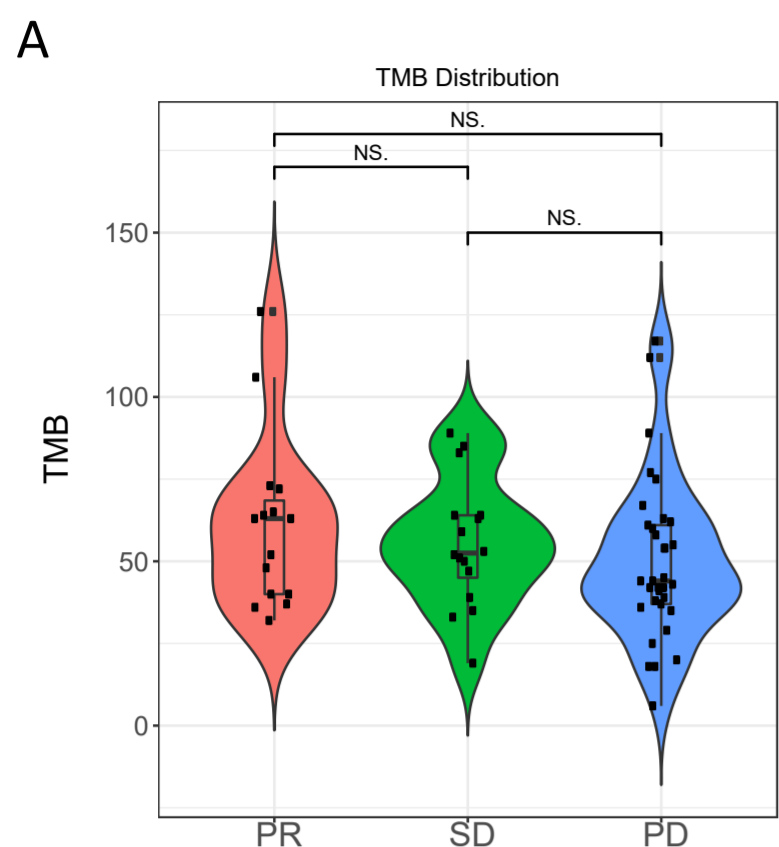 A
TMB Distribution
NS.
NS.
NS.
150
100
50
0
TMB
PR SD PD